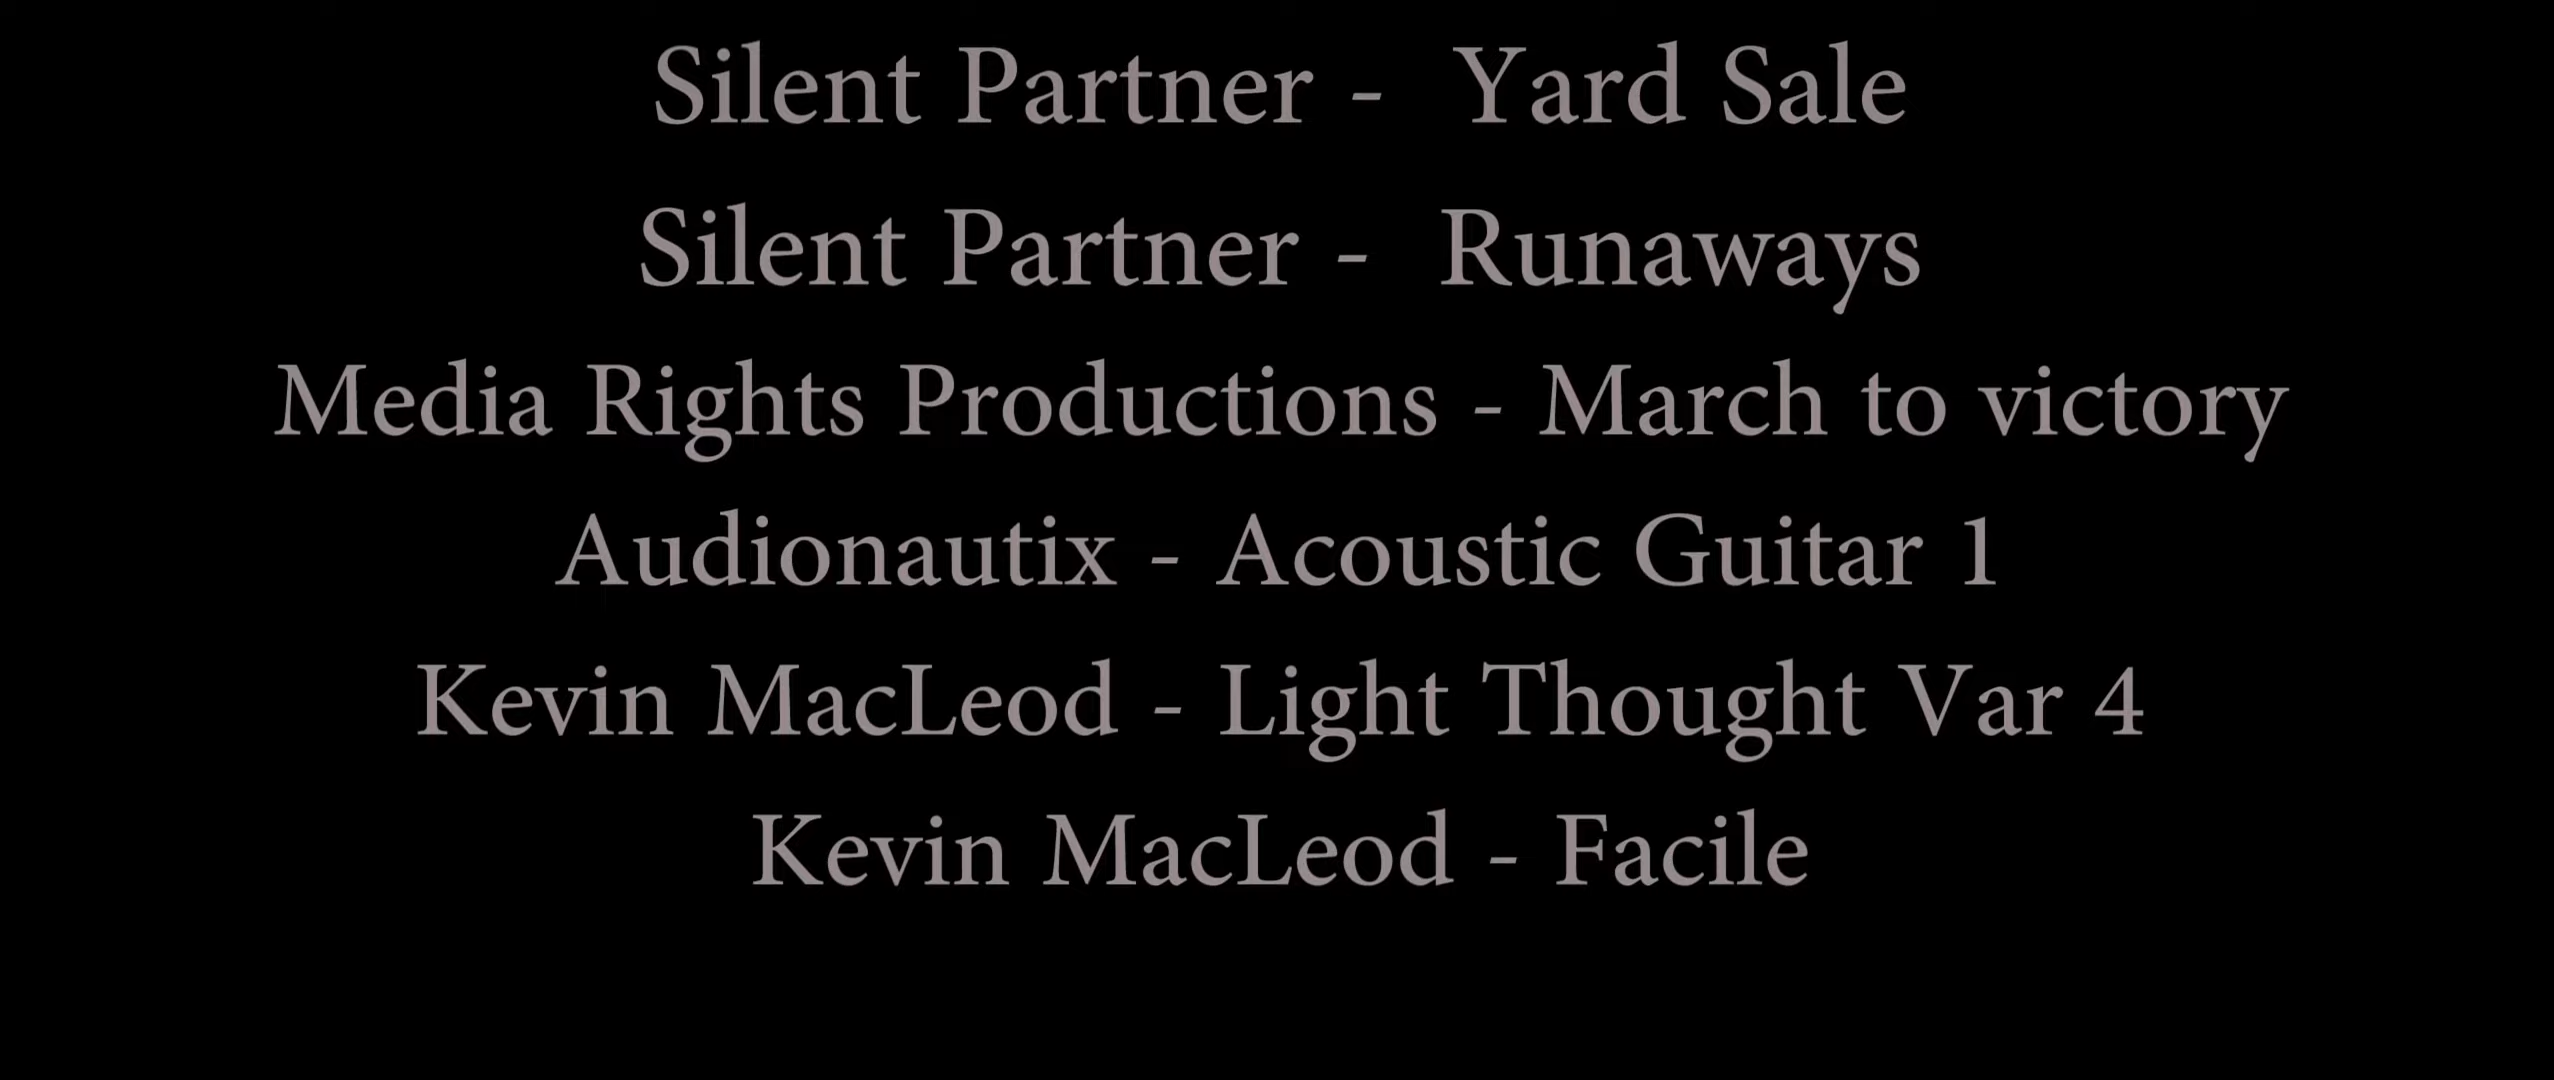 Silent Partner -  Yard Sale
Silent Partner -  Runaways
Media Rights Productions - March to victory
Audionautix - Acoustic Guitar 1
Kevin MacLeod - Light Thought Var 4
Kevin MacLeod - Facile